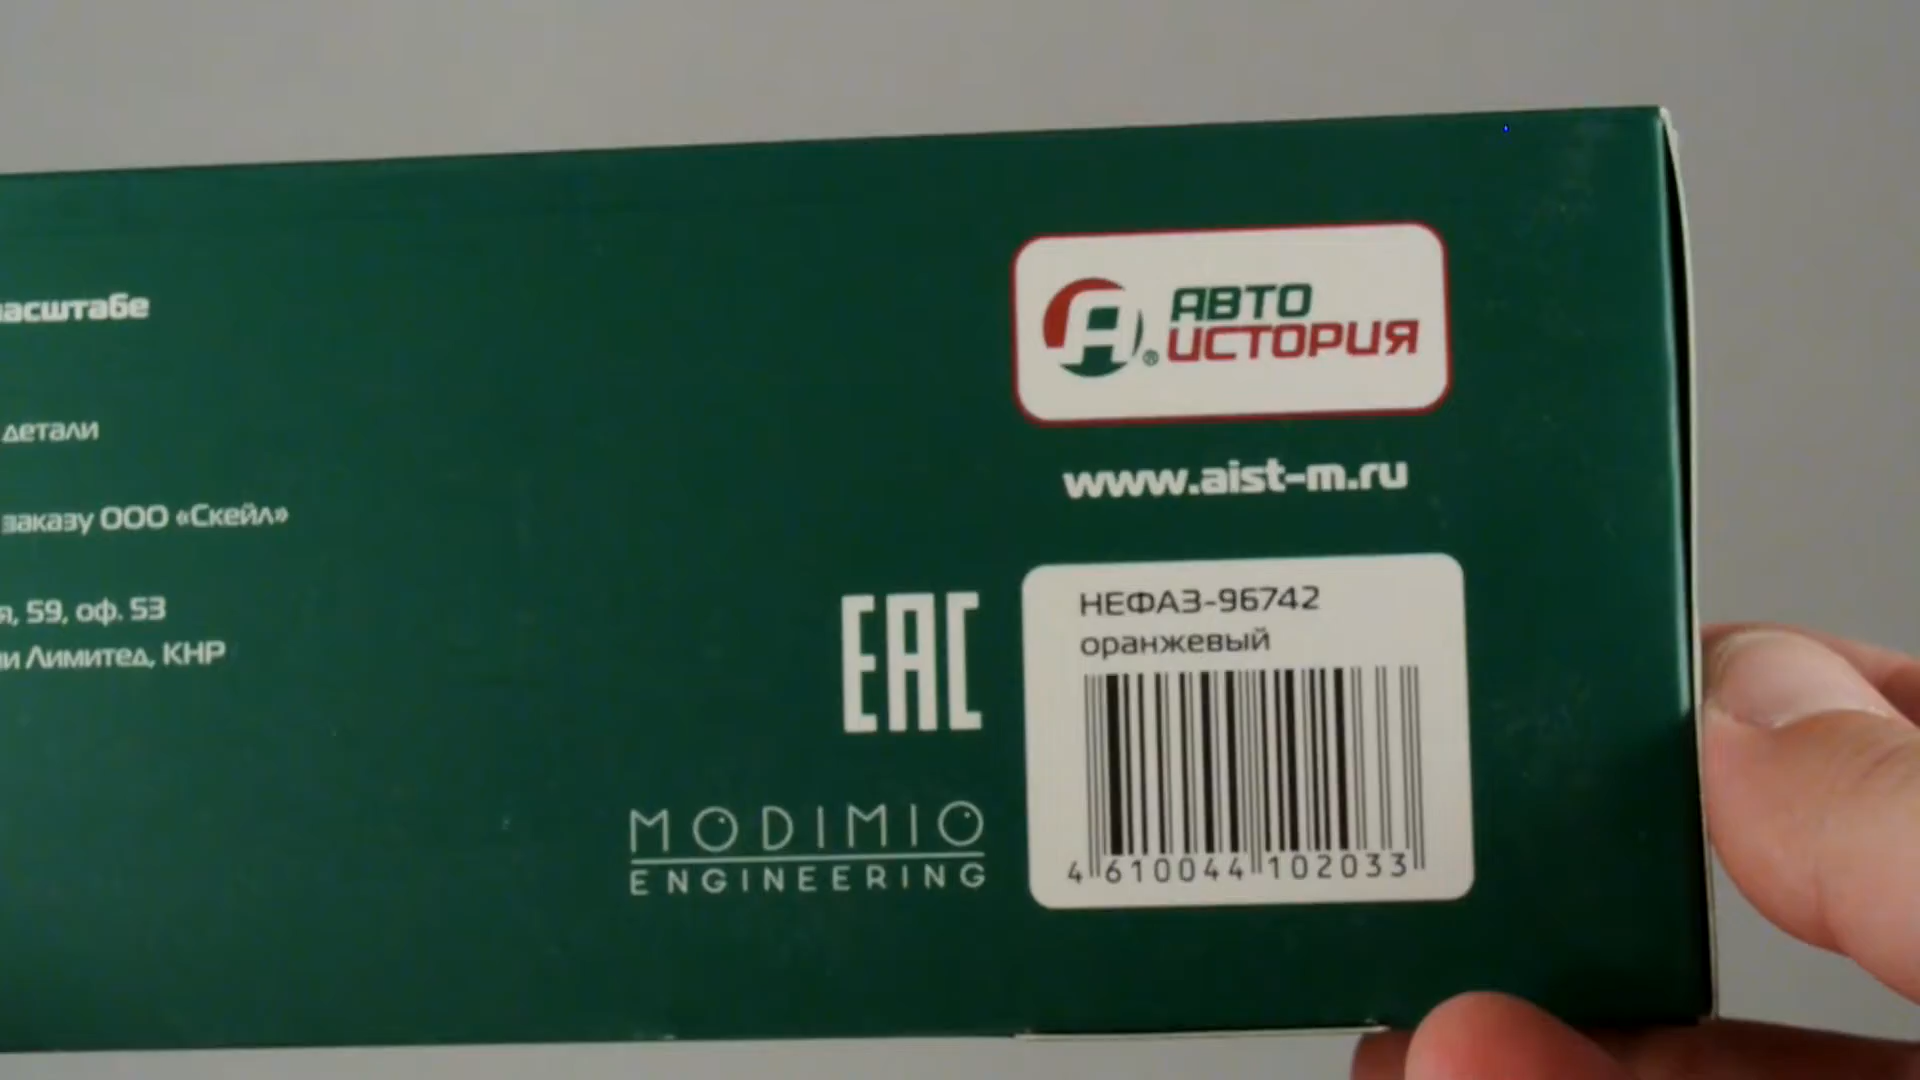 масштабе
детали
заказу ООО «Скейл»
59, оф. 53
Лимитед, КНР
АВТО
ИСТОРИЯ
www.aist-m.ru
EAC
НЕФАЗ-96742
оранжевый
4 610044 102033
MODIMIO
ENGINEERING